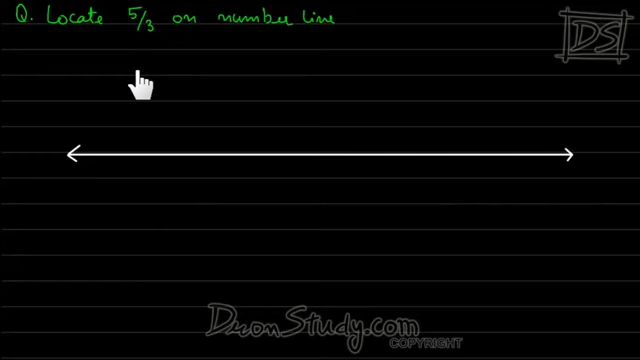 Q. Locate 5/3 on number line
DS
DronStudy.com
COPYRIGHT